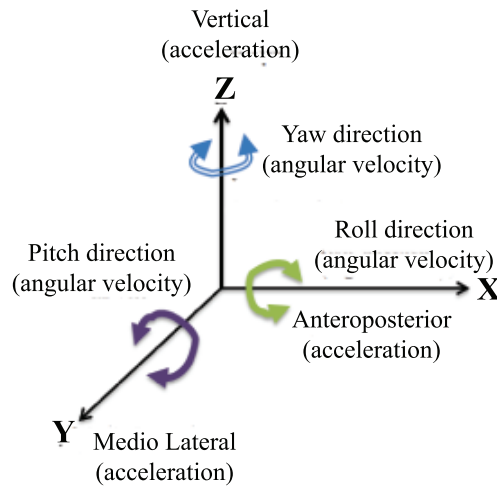 Vertical
(acceleration)
Z
Yaw direction
(angular velocity)
Roll direction
(angular velocity)
Pitch direction
(angular velocity)
X
Anteroposterior
(acceleration)
Y
Medio Lateral
(acceleration)